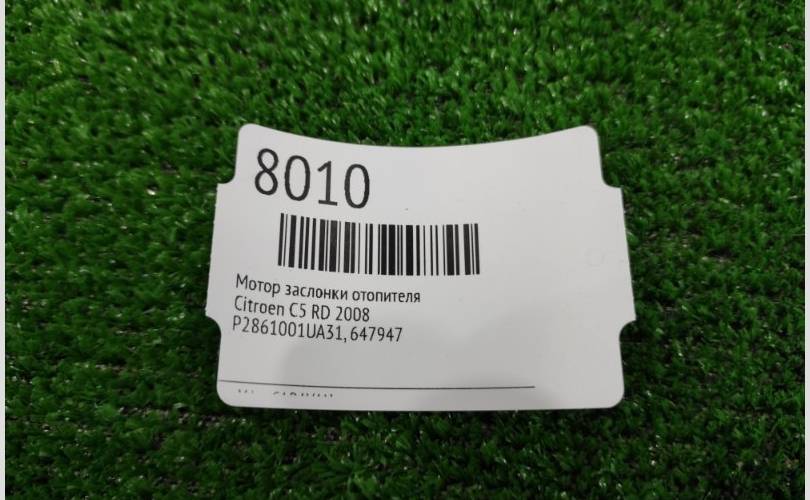 8010
Мотор заслонки отопителя
Citroen C5 RD 2008
P2861001UA31, 647947